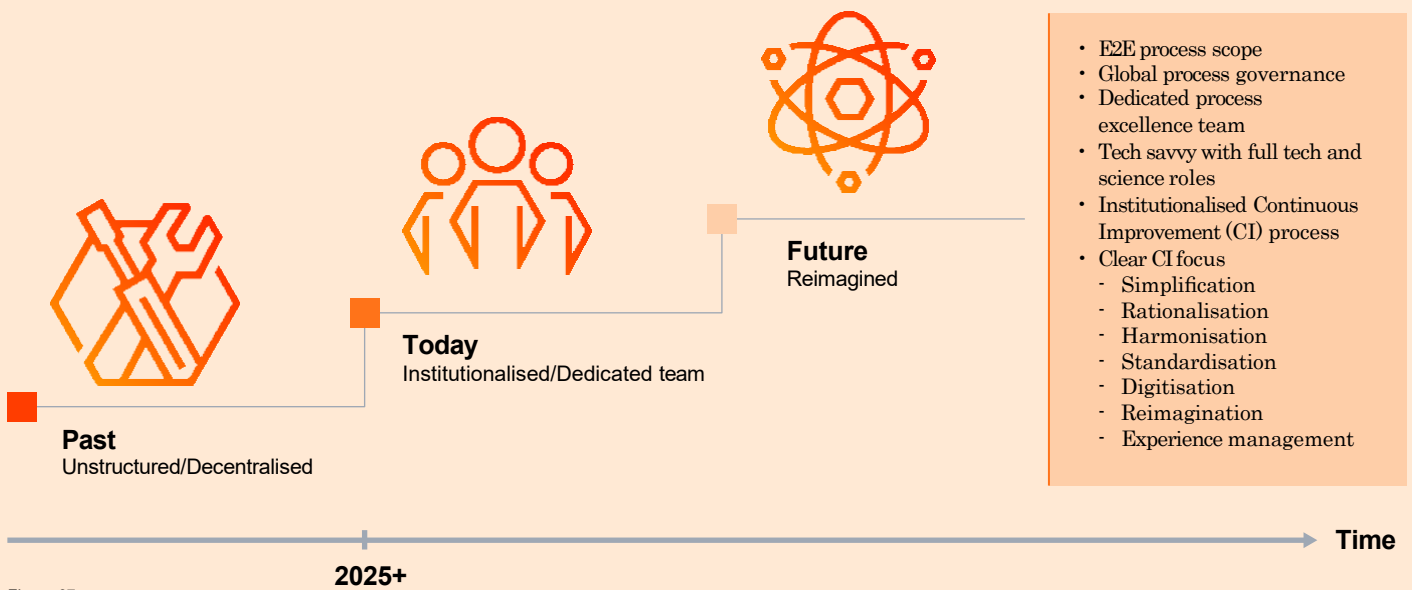 Past
Unstructured/Decentralised
Today
Institutionalised/Dedicated team
Future
Reimagined
• E2E process scope
• Global process governance
• Dedicated process
excellence team
• Tech savvy with full tech and
science roles
• Institutionalised Continuous
Improvement (CI) process
• Clear CI focus
- Simplification
- Rationalisation
- Harmonisation
- Standardisation
- Digitisation
- Reimagination
- Experience management
Time
2025+